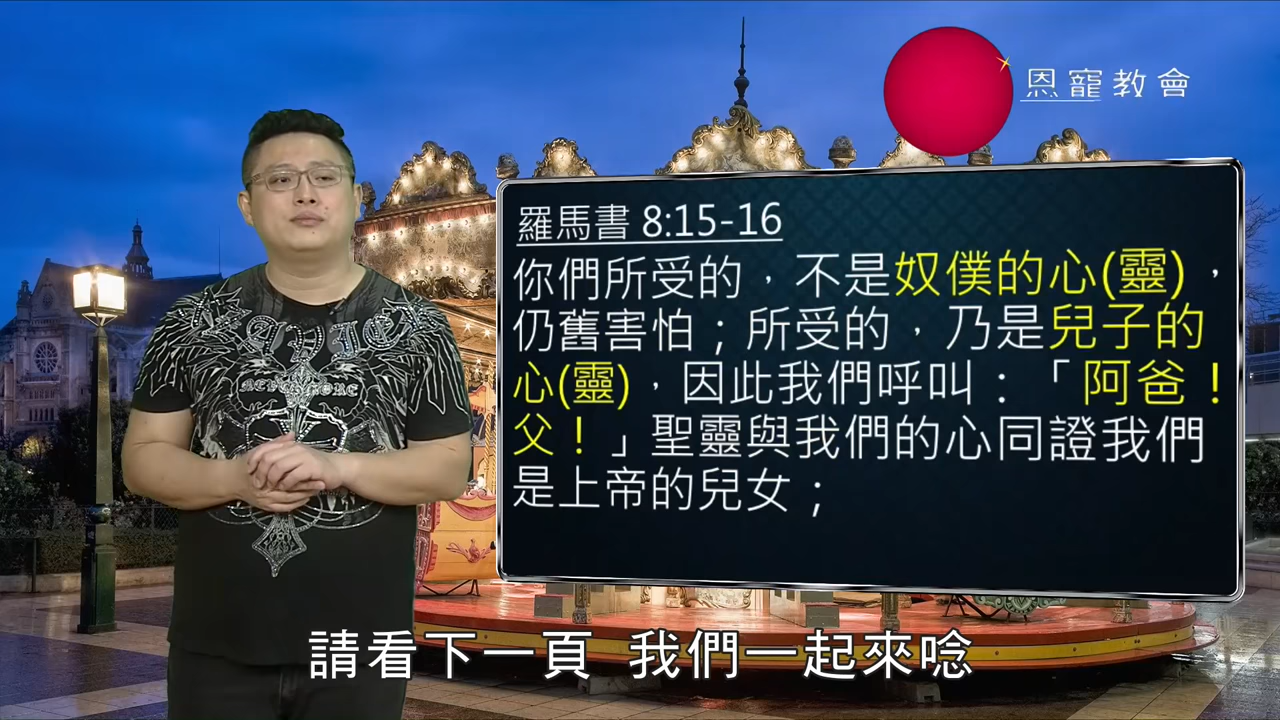 恩寵教會
羅馬書 8:15-16
你們所受的，不是奴僕的心(靈)，
仍舊害怕；所受的，乃是兒子的
心(靈)，因此我們呼叫：「阿爸！
父！」聖靈與我們的心同證我們
是上帝的兒女；
請看下一頁 我們一起來唸